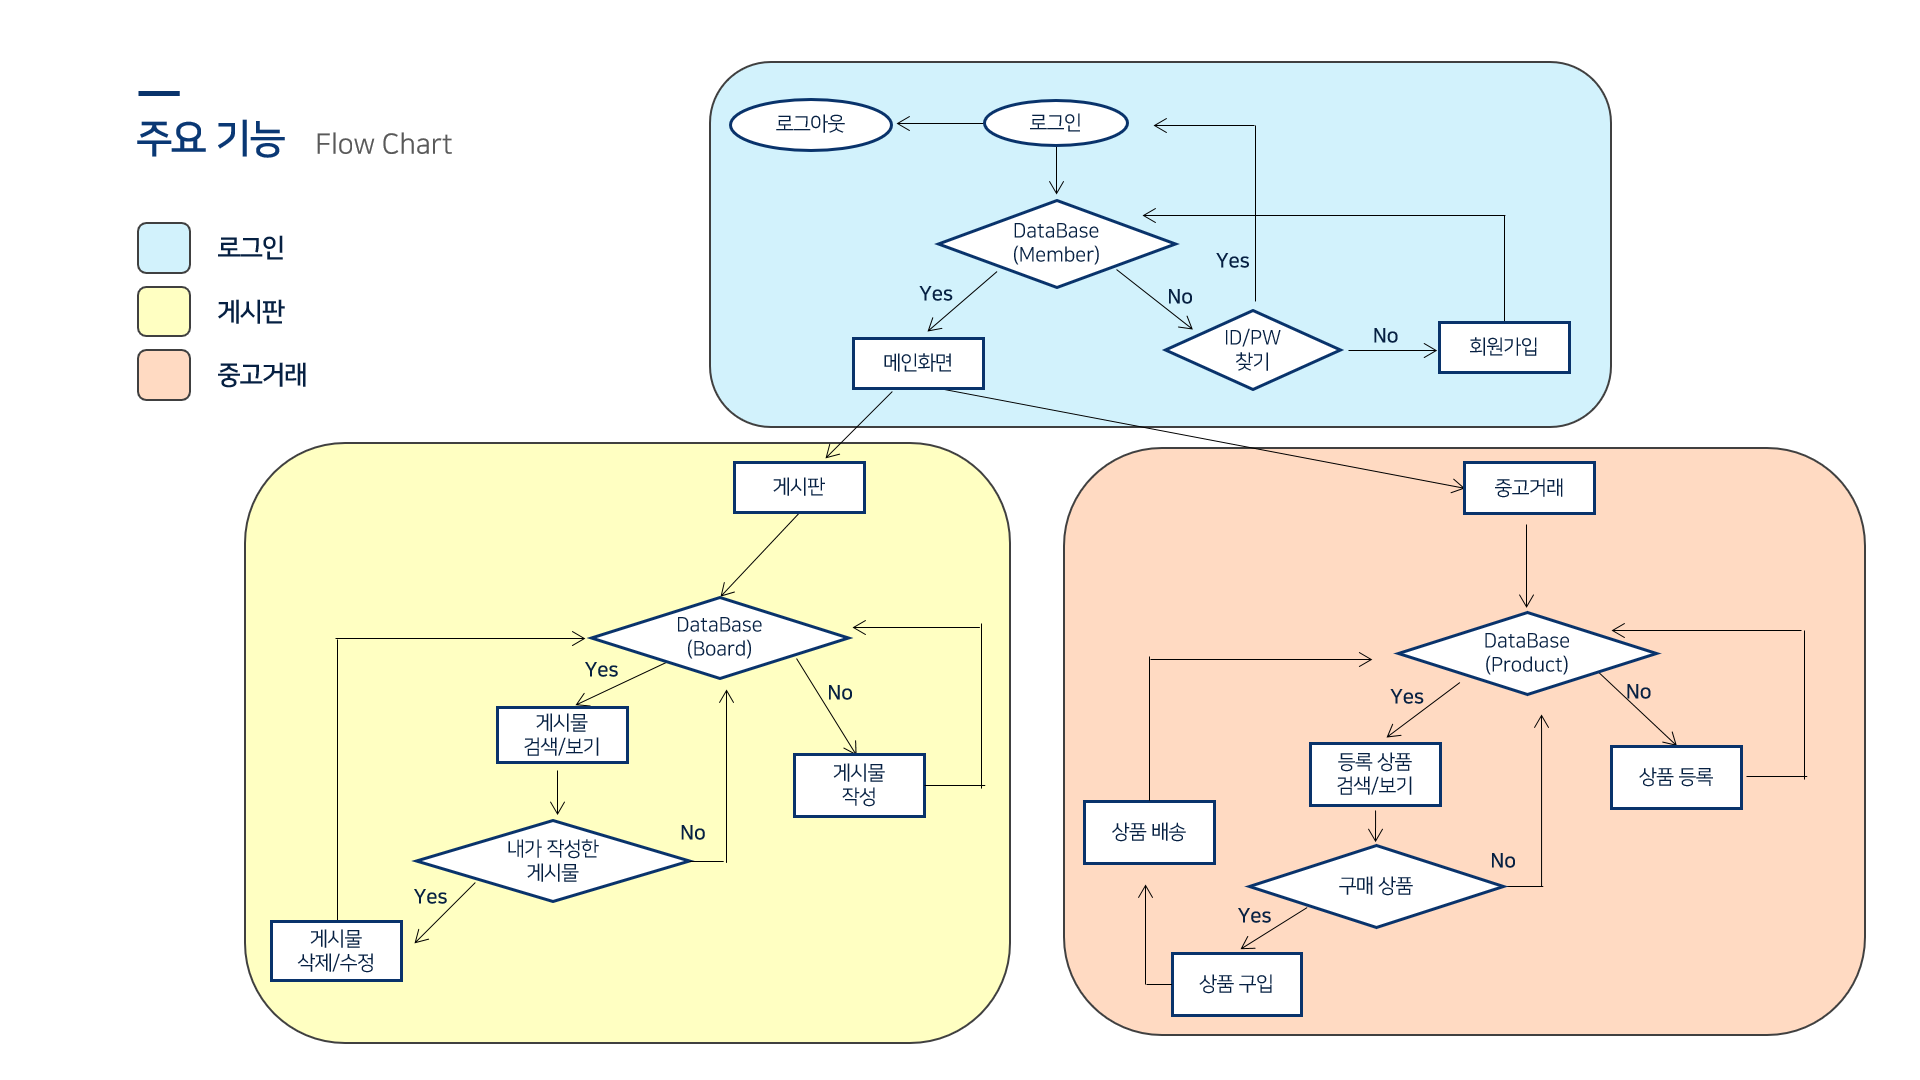 주요 기능 Flow Chart
로그인
게시판
중고거래
로그아웃
로그인
DataBase
(Member)
Yes
No
Yes
메인화면
ID/PW
찾기
No
회원가입
게시판
DataBase
(Board)
Yes
No
게시물
검색/보기
게시물
작성
내가 작성한
게시물
No
Yes
게시물
삭제/수정
중고거래
DataBase
(Product)
Yes
No
등록 상품
검색/보기
상품 등록
상품 배송
구매 상품
No
Yes
상품 구입